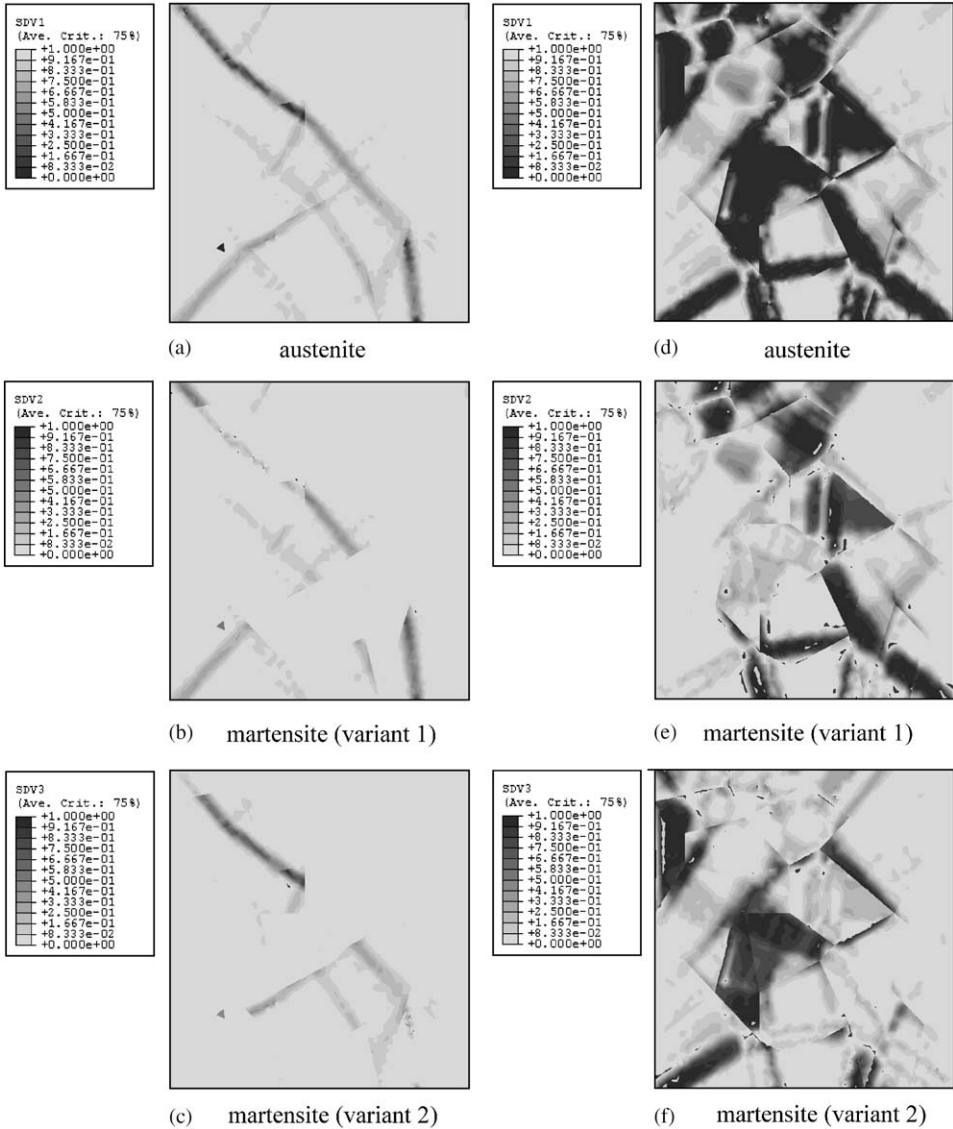 SDV1
(Ave. Crit.: 75%)
+1.000e+00
+9.167e-01
+8.333e-01
+7.500e-01
+6.667e-01
+5.833e-01
+5.000e-01
+4.167e-01
+3.333e-01
+2.500e-01
+1.667e-01
+8.333e-02
+0.000e+00
(a) austenite
SDV1
(Ave. Crit.: 75%)
+1.000e+00
+9.167e-01
+8.333e-01
+7.500e-01
+6.667e-01
+5.833e-01
+5.000e-01
+4.167e-01
+3.333e-01
+2.500e-01
+1.667e-01
+8.333e-02
+0.000e+00
(d) austenite
SDV2
(Ave. Crit.: 75%)
+1.000e+00
+9.167e-01
+8.333e-01
+7.500e-01
+6.667e-01
+5.833e-01
+5.000e-01
+4.167e-01
+3.333e-01
+2.500e-01
+1.667e-01
+8.333e-02
+0.000e+00
(b) martensite (variant 1)
SDV2
(Ave. Crit.: 75%)
+1.000e+00
+9.167e-01
+8.333e-01
+7.500e-01
+6.667e-01
+5.833e-01
+5.000e-01
+4.167e-01
+3.333e-01
+2.500e-01
+1.667e-01
+8.333e-02
+0.000e+00
(e) martensite (variant 1)
SDV3
(Ave. Crit.: 75%)
+1.000e+00
+9.167e-01
+8.333e-01
+7.500e-01
+6.667e-01
+5.833e-01
+5.000e-01
+4.167e-01
+3.333e-01
+2.500e-01
+1.667e-01
+8.333e-02
+0.000e+00
(c) martensite (variant 2)
SDV3
(Ave. Crit.: 75%)
+1.000e+00
+9.167e-01
+8.333e-01
+7.500e-01
+6.667e-01
+5.833e-01
+5.000e-01
+4.167e-01
+3.333e-01
+2.500e-01
+1.667e-01
+8.333e-02
+0.000e+00
(f) martensite (variant 2)